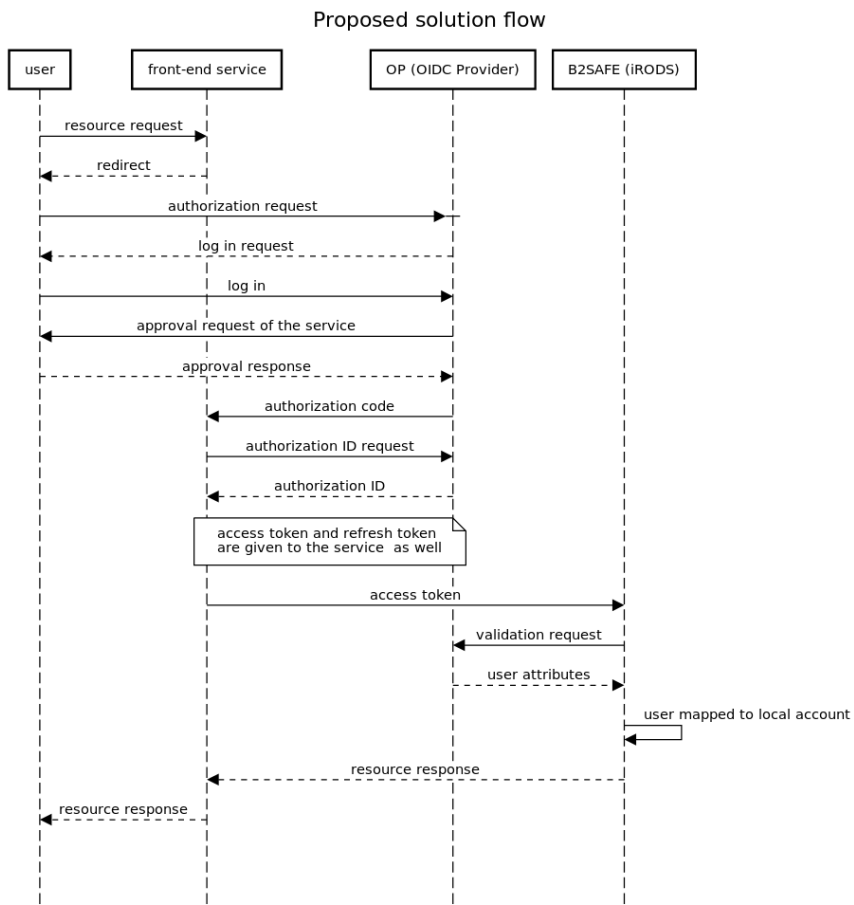 Proposed solution flow
user
front-end service
OP (OIDC Provider)
B2SAFE (iRODS)
resource request
redirect
authorization request
log in request
log in
approval request of the service
approval response
authorization code
authorization ID request
authorization ID
access token and refresh token
are given to the service  as well
access token
validation request
user attributes
user mapped to local account
resource response
resource response